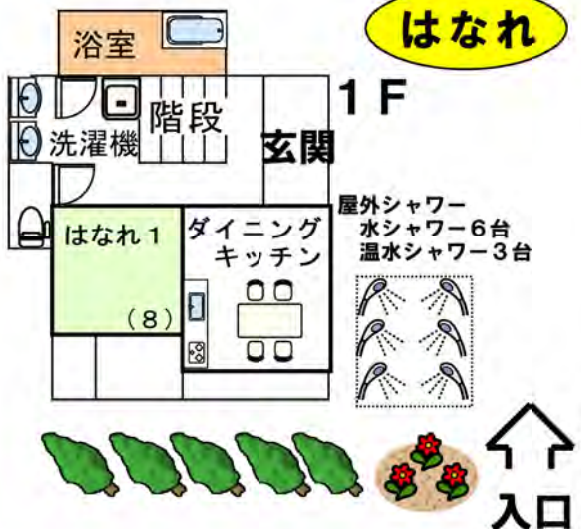 はなれ
浴室
1F
階段
洗濯機
玄関
屋外シャワー
水シャワー6台
温水シャワー3台
はなれ1
(8)
ダイニング
キッチン
入口